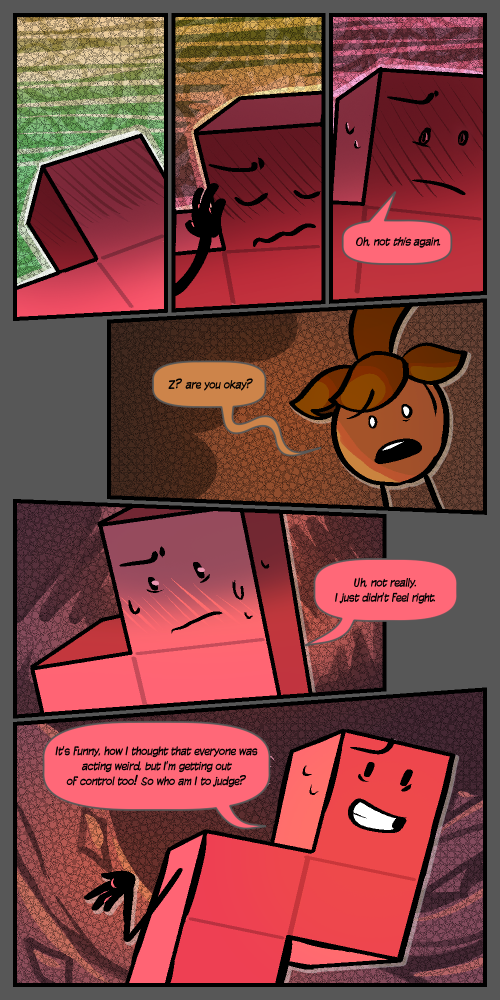 Oh, not this again.
Z? are you okay?
Uh, not really.
I just didn't feel right.
It's funny, how I thought that everyone was
acting weird, but I'm getting out
of control too! So who am I to judge?